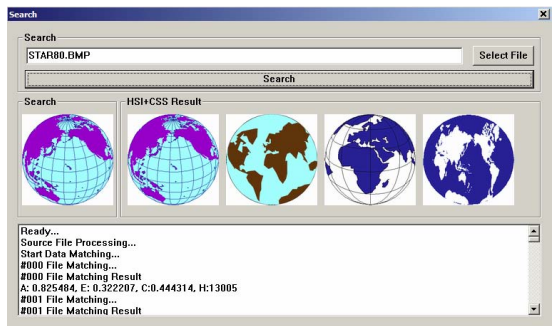 Search
Search
STAR80.BMP
Select File
Search
Search
HSI+CSS Result
Ready...
Source File Processing...
Start Data Matching...
#000 File Matching...
#000 File Matching Result
A: 0.825484, E: 0.322207, C:0.444314, H:13005
#001 File Matching...
#001 File Matching Result